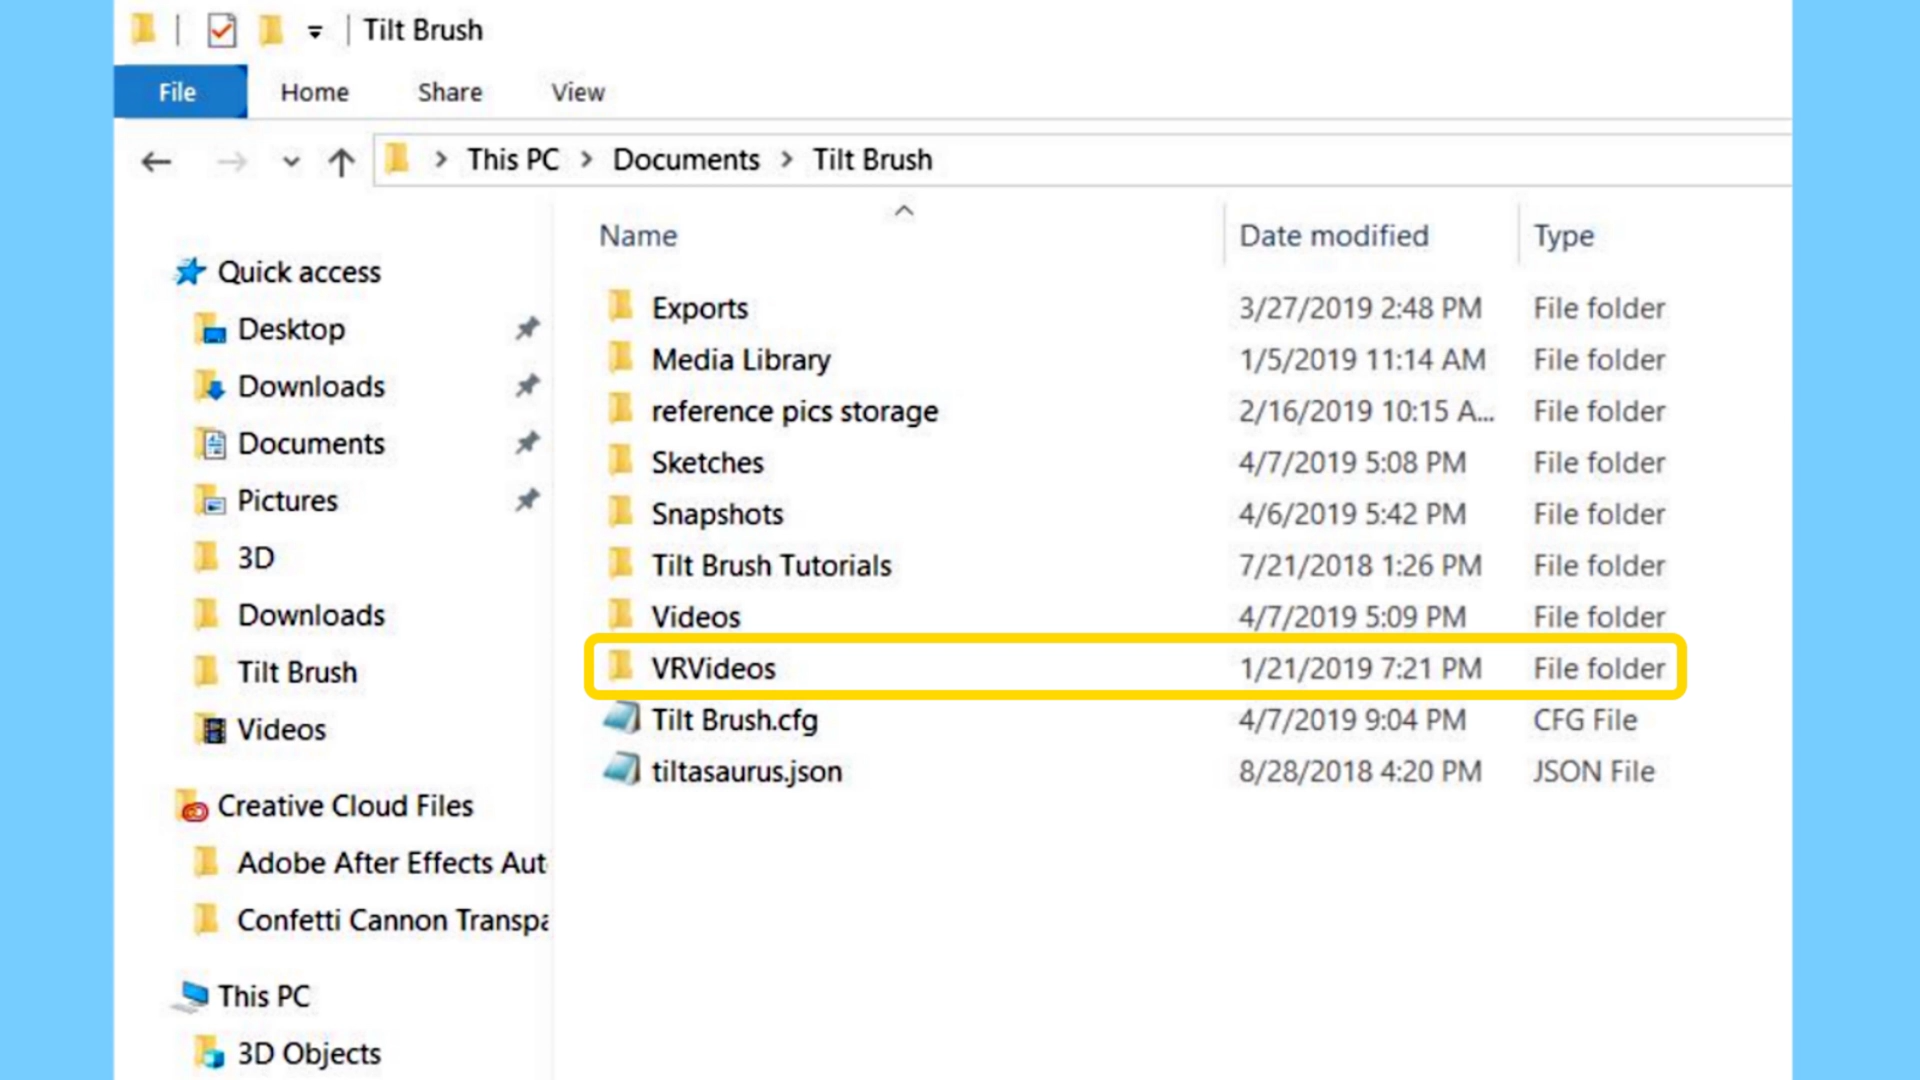 Tilt Brush
File Home Share View
This PC > Documents > Tilt Brush
Name Date modified Type
Quick access
Desktop
Downloads
Documents
Pictures
3D
Downloads
Tilt Brush
Videos
Creative Cloud Files
Adobe After Effects Aut
Confetti Cannon Transpa
This PC
3D Objects
Exports 3/27/2019 2:48 PM File folder
Media Library 1/5/2019 11:14 AM File folder
reference pics storage 2/16/2019 10:15 A... File folder
Sketches 4/7/2019 5:08 PM File folder
Snapshots 4/6/2019 5:42 PM File folder
Tilt Brush Tutorials 7/21/2018 1:26 PM File folder
Videos 4/7/2019 5:09 PM File folder
VRVideos 1/21/2019 7:21 PM File folder
Tilt Brush.cfg 4/7/2019 9:04 PM CFG File
tiltasaurus.json 8/28/2018 4:20 PM JSON File